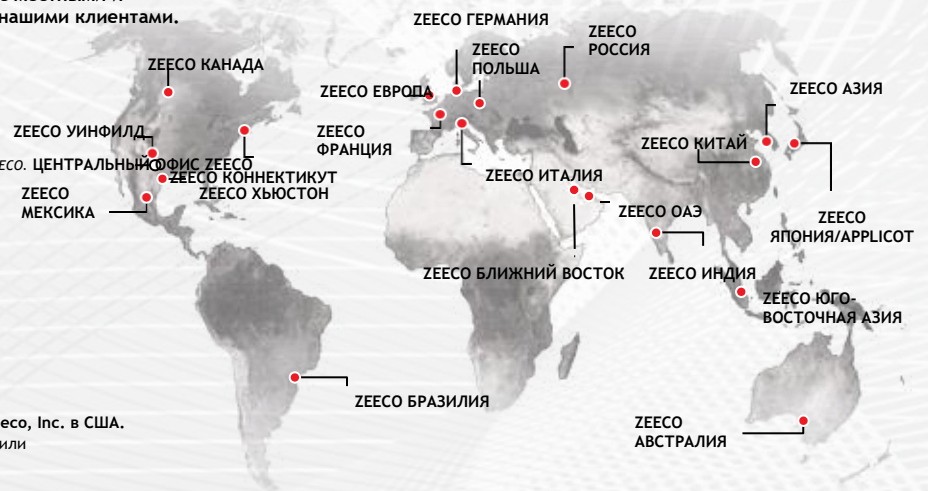 нашими клиентами.
ZEECO ГЕРМАНИЯ
ZEECO
РОССИЯ
ZEECO
ПОЛЬША
ZEECO КАНАДА
ZEECO ЕВРОПА
ZEECO АЗИЯ
ZEECO УИНФИЛД
ZEECO
ФРАНЦИЯ
ZEECO КИТАЙ
ECO. ЦЕНТРАЛЬНЫЙ ОФИС ZEECO
ZEECO КОННЕКТИКУТ
ZEECO ИТАЛИЯ
ZEECO
МЕКСИКА
ZEECO ХЬЮСТОН
ZEECO ОАЭ
ZEECO
ЯПОНИЯ/APPLICOT
ZEECO БЛИЖНИЙ ВОСТОК
ZEECO ИНДИЯ
ZEECO ЮГО-
ВОСТОЧНАЯ АЗИЯ
ZEECO БРАЗИЛИЯ
eco, Inc. в США.
или
ZEECO
АВСТРАЛИЯ